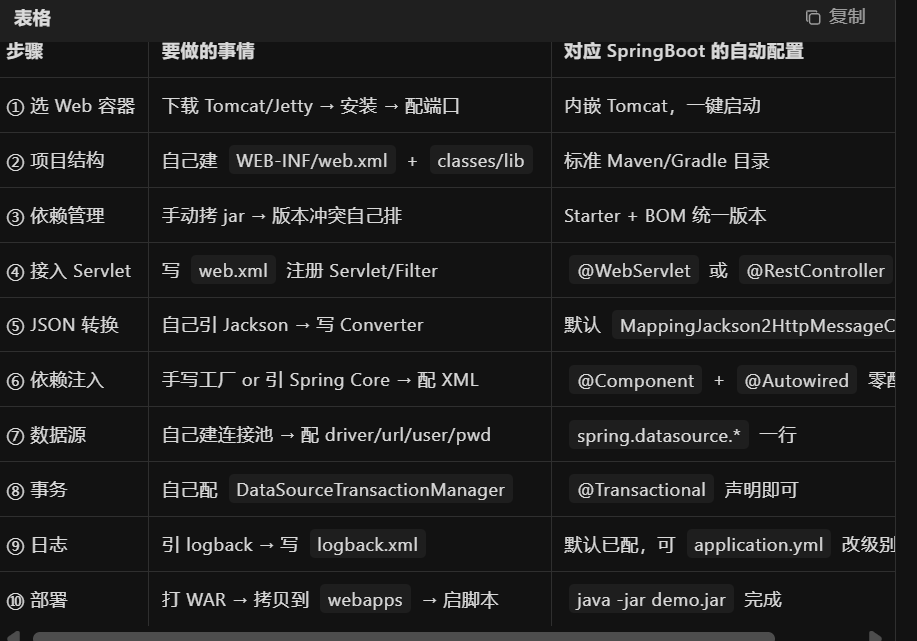 表格 复制
步骤 要做的事情 对应 SpringBoot 的自动配置
① 选 Web 容器 下载 Tomcat/Jetty → 安装 → 配端口 内嵌 Tomcat，一键启动
② 项目结构 自己建 WEB-INF/web.xml + classes/lib 标准 Maven/Gradle 目录
③ 依赖管理 手动拷 jar → 版本冲突自己排 Starter + BOM 统一版本
④ 接入 Servlet 写 web.xml 注册 Servlet/Filter @WebServlet 或 @RestController
⑤ JSON 转换 自己引 Jackson → 写 Converter 默认 MappingJackson2HttpMessageC
⑥ 依赖注入 手写工厂 or 引 Spring Core → 配 XML @Component + @Autowired 零配
⑦ 数据源 自己建连接池 → 配 driver/url/user/pwd spring.datasource.* 一行
⑧ 事务 自己配 DataSourceTransactionManager @Transactional 声明即可
⑨ 日志 引 logback → 写 logback.xml 默认已配，可 application.yml 改级别
⑩ 部署 打 WAR → 拷贝到 webapps → 启脚本 java -jar demo.jar 完成